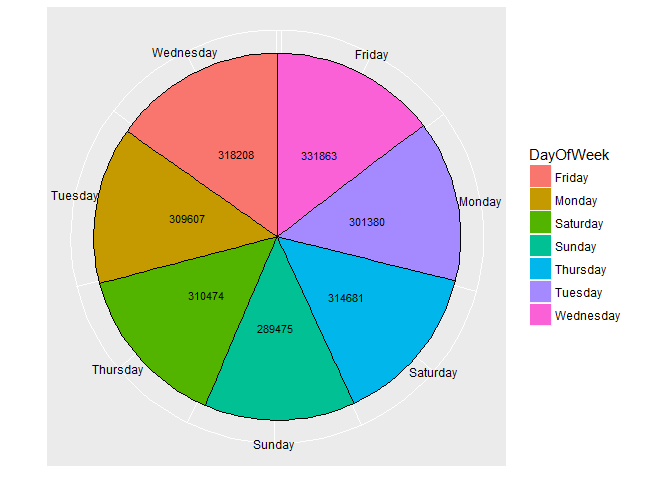 Wednesday
Friday
318208
331863
Tuesday
309607
301380
Monday
310474
314681
289475
Thursday
Saturday
Sunday
DayOfWeek
Friday
Monday
Saturday
Sunday
Thursday
Tuesday
Wednesday